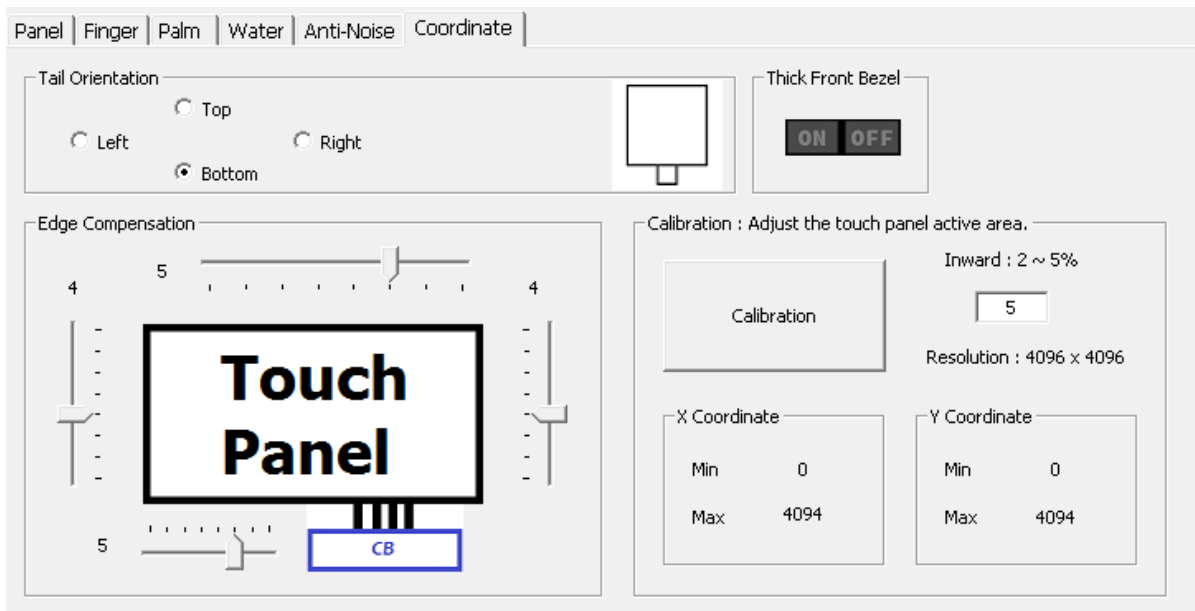 Panel Finger Palm Water Anti-Noise Coordinate
Tail Orientation
Top
Left Right
Bottom
Thick Front Bezel
ON OFF
Edge Compensation
5
4 4
Touch
Panel
5
CB
Calibration : Adjust the touch panel active area.
Inward : 2 ~ 5%
Calibration
5
Resolution : 4096 x 4096
X Coordinate
Min 0
Max 4094
Y Coordinate
Min 0
Max 4094